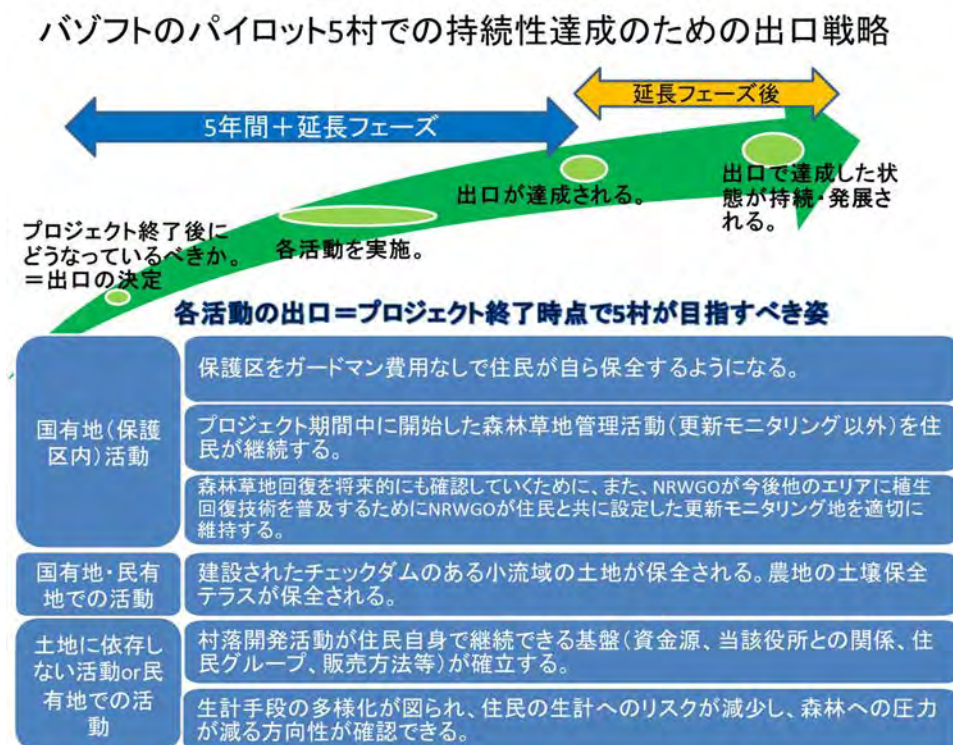 バゾフトのパイロット5村での持続性達成のための出口戦略
延長フェーズ後
5年間＋延長フェーズ
出口が達成される。
出口で達成した状
態が持続・発展さ
れる。
プロジェクト終了後に
どうなっているべきか。
＝出口の決定
各活動を実施。
各活動の出口＝プロジェクト終了時点で5村が目指すべき姿
国有地（保護
区内）活動
保護区をガードマン費用なしで住民が自ら保全するようになる。
プロジェクト期間中に開始した森林草地管理活動（更新モニタリング以外）を住
民が継続する。
森林草地回復を将来的にも確認していくために、また、NRWGOが今後他のエリアに植生
回復技術を普及するためにNRWGOが住民と共に設定した更新モニタリング地を適切に
維持する。
国有地・民有
地での活動
建設されたチェックダムのある小流域の土地が保全される。農地の土壌保全
テラスが保全される。
土地に依存し
ない活動or民
有地での活
動
村落開発活動が住民自身で継続できる基盤（資金源、当該役所との関係、住
民グループ、販売方法等）が確立する。
生計手段の多様化が図られ、住民の生計へのリスクが減少し、森林への圧力
が減る方向性が確認できる。